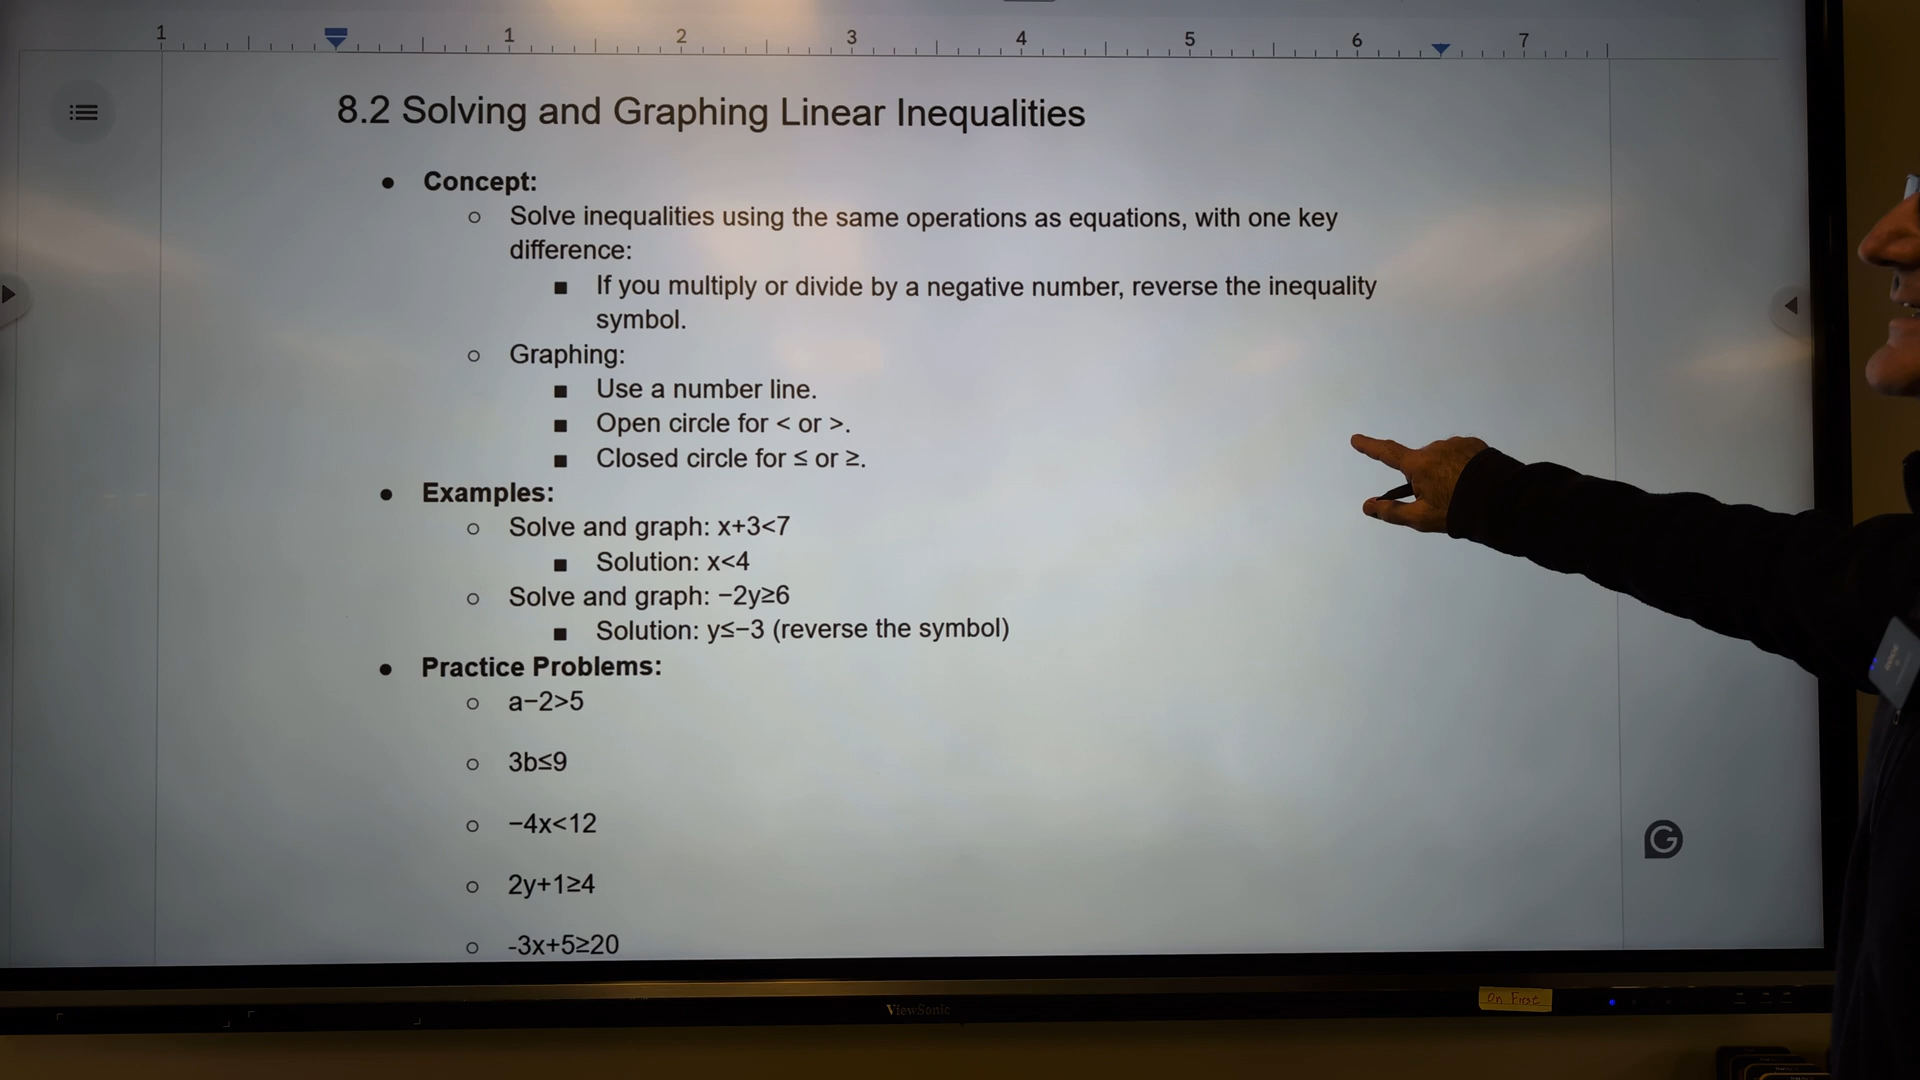 1 1 2 3 4 5 6 7
8.2 Solving and Graphing Linear Inequalities
● Concept:
○ Solve inequalities using the same operations as equations, with one key
difference:
■ If you multiply or divide by a negative number, reverse the inequality
symbol.
○ Graphing:
■ Use a number line.
■ Open circle for < or >.
■ Closed circle for ≤ or ≥.
● Examples:
○ Solve and graph: x+3<7
■ Solution: x<4
○ Solve and graph: −2y≥6
■ Solution: y≤−3 (reverse the symbol)
● Practice Problems:
○ a−2>5
○ 3b≤9
○ −4x<12
○ 2y+1≥4
○ -3x+5≥20
G
ViewSonic
On First